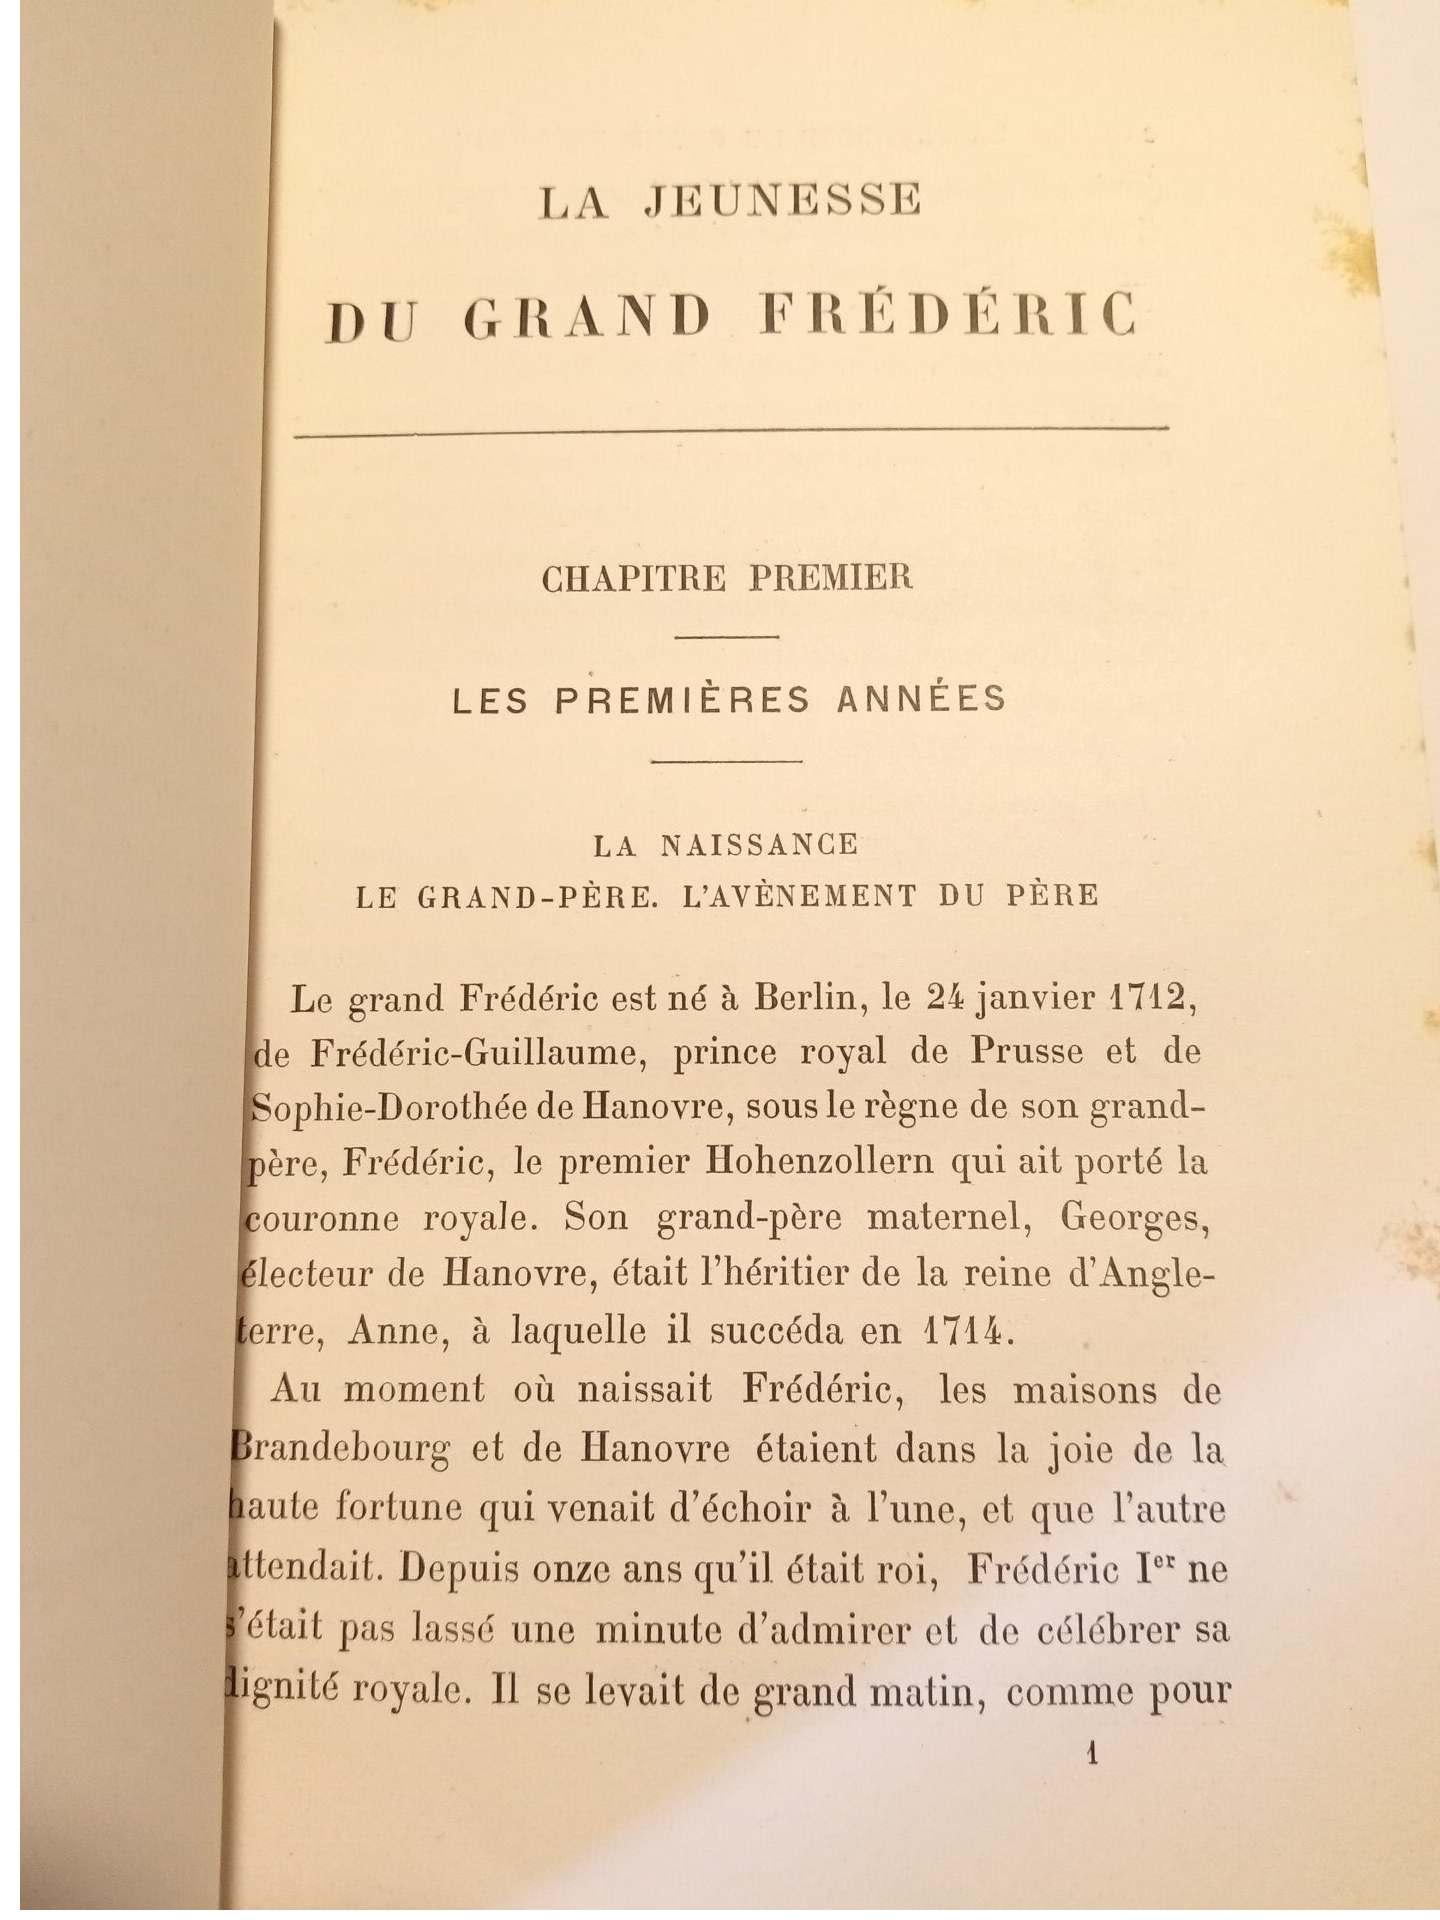 LA JEUNESSE
DU GRAND FRÉDÉRIC
CHAPITRE PREMIER
LES PREMIÈRES ANNÉES
LA NAISSANCE
LE GRAND-PÈRE. L'AVÈNEMENT DU PÈRE
Le grand Frédéric est né à Berlin, le 24 janvier 1712,
de Frédéric-Guillaume, prince royal de Prusse et de
Sophie-Dorothée de Hanovre, sous le règne de son grand-
père, Frédéric, le premier Hohenzollern qui ait porté la
couronne royale. Son grand-père maternel, Georges,
électeur de Hanovre, était l'héritier de la reine d'Angle-
terre, Anne, à laquelle il succéda en 1714.
Au moment où naissait Frédéric, les maisons de
Brandebourg et de Hanovre étaient dans la joie de la
haute fortune qui venait d'échoir à l'une, et que l'autre
attendait. Depuis onze ans qu'il était roi, Frédéric Ier ne
s'était pas lassé une minute d'admirer et de célébrer sa
dignité royale. Il se levait de grand matin, comme pour
1